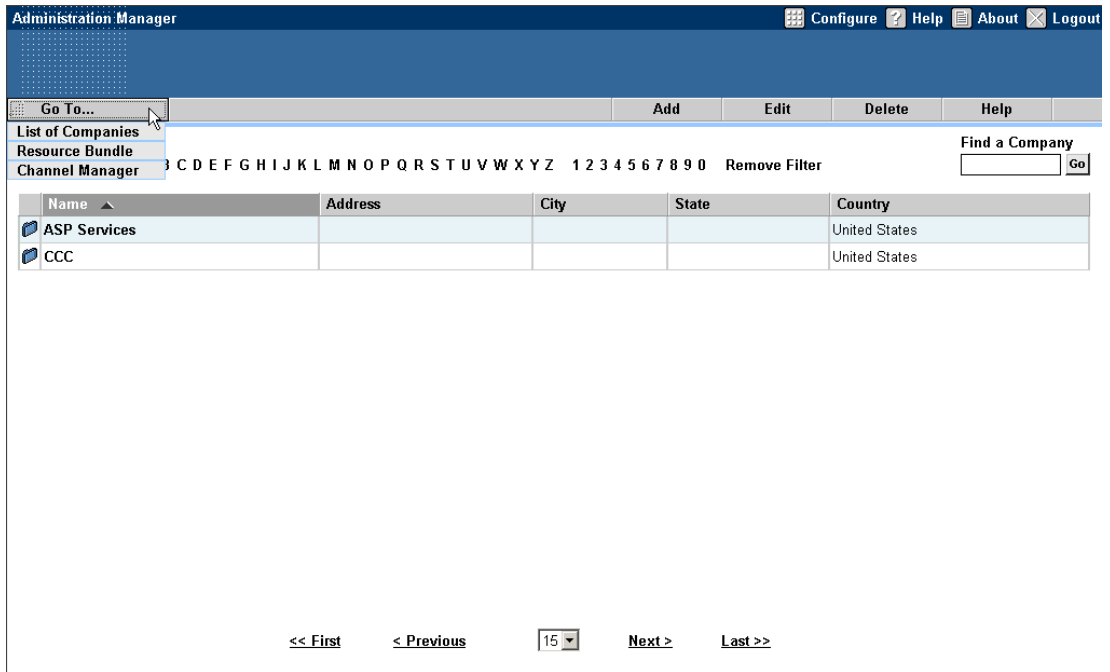 Administration Manager Configure ? Help About Logout
Go To... Add Edit Delete Help
List of Companies
Resource Bundle
Channel Manager
Find a Company
C D E F G H I J K L M N O P Q R S T U V W X Y Z 1 2 3 4 5 6 7 8 9 0 Remove Filter Go
Name Address City State Country
ASP Services United States
CCC United States
<< First < Previous 15 Next > Last >>